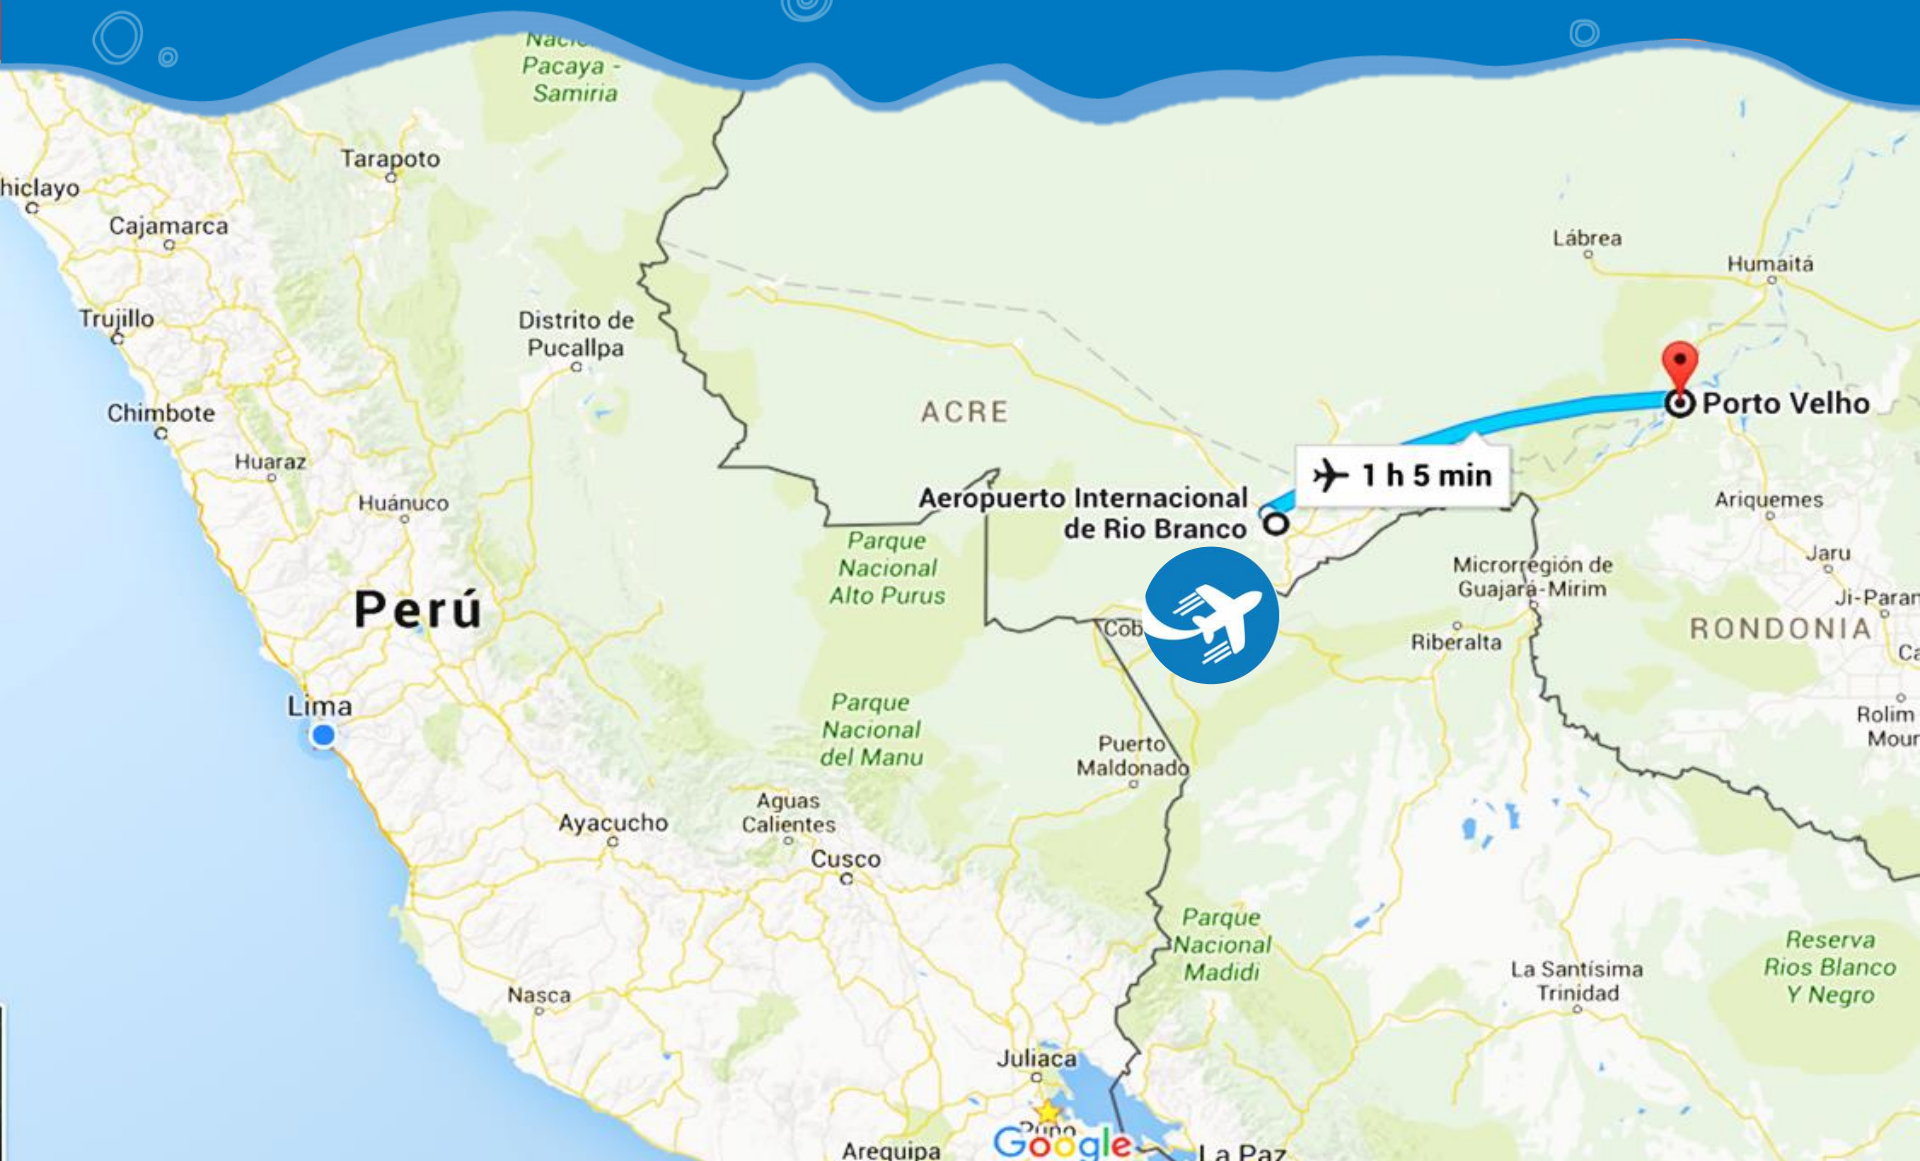 Pacaya -
Samiria
Tarapoto
hiclayo
Cajamarca
Lábrea
Humaitá
Trujillo
Distrito de
Pucallpa
Chimbote
ACRE
Porto Velho
Huaraz
1 h 5 min
Huánuco
Aeropuerto Internacional
de Rio Branco
Ariquemes
Parque
Nacional
Alto Purus
Jaru
Microrregión de
Guajará-Mirim
Ji-Paran
Perú
Cob
Riberalta
RONDONIA
Ca
Lima
Parque
Nacional
del Manu
Rolim
Mour
Puerto
Maldonado
Aguas
Calientes
Ayacucho
Cusco
Parque
Nacional
Madidi
Reserva
Rios Blanco
Y Negro
La Santísima
Trinidad
Nasca
Juliaca
Puno
Google
Arequipa
La Paz